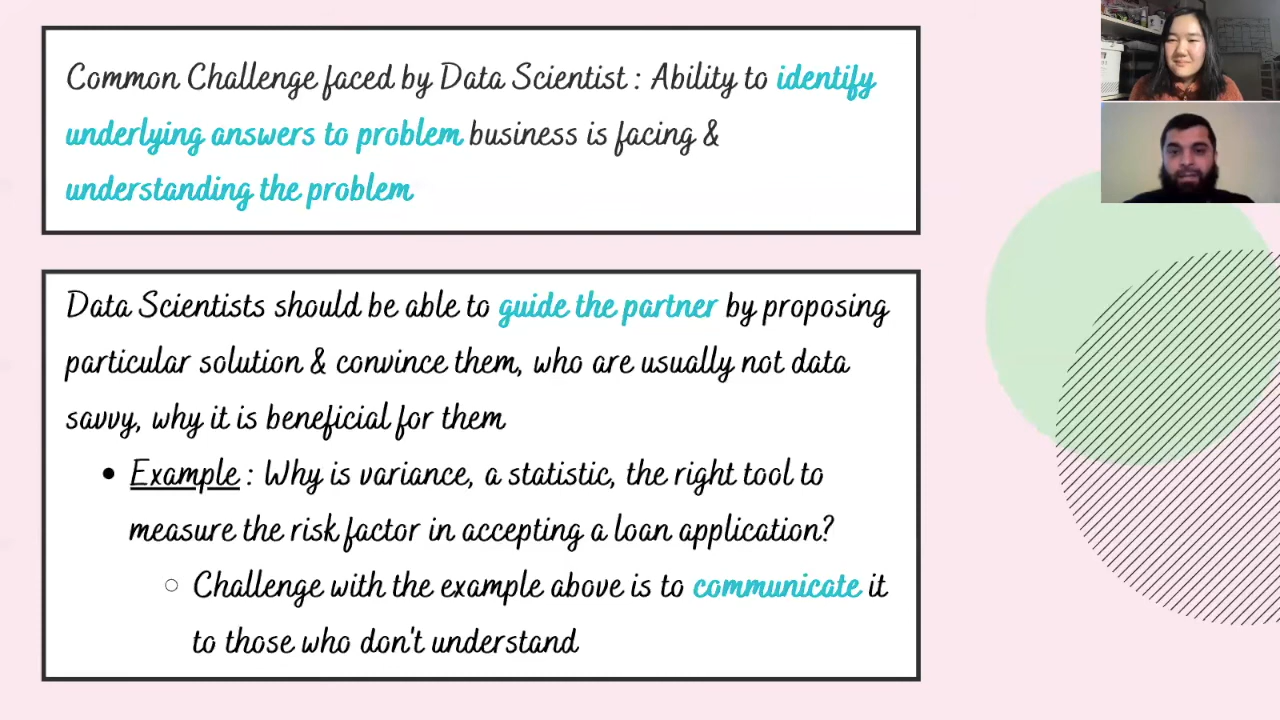 Common Challenge faced by Data Scientist : Ability to identify
underlying answers to problem business is facing &
understanding the problem
Data Scientists should be able to guide the partner by proposing
particular solution & convince them, who are usually not data
savvy, why it is beneficial for them
• Example : Why is variance, a statistic, the right tool to
measure the risk factor in accepting a loan application?
○ Challenge with the example above is to communicate it
to those who don't understand